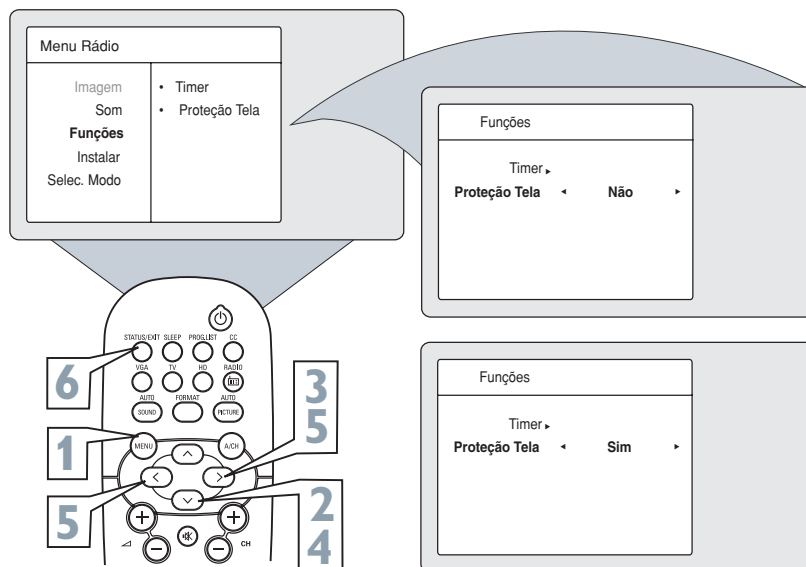 Menu Rádio
Imagem
Som
Funções
Instalar
Selec. Modo
• Timer
• Proteção Tela
Funções
Timer ▸
Proteção Tela ◂ Não ▸
Funções
Timer ▸
Proteção Tela ◂ Sim ▸
STATUS/EXIT SLEEP PROG.LIST CC
VGA TV HD RADIO
AUTO FORMAT AUTO
SOUND PICTURE
MENU A/CH
CH
6
1
5
3
5
2
4